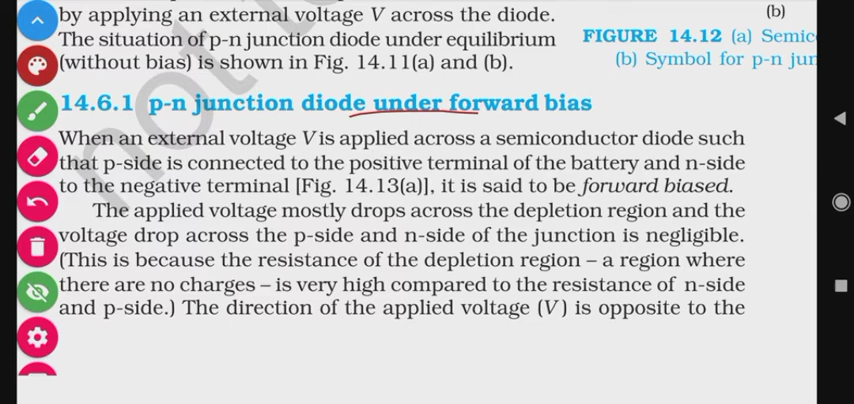 by applying an external voltage V across the diode.
The situation of p-n junction diode under equilibrium
(without bias) is shown in Fig. 14.11(a) and (b).
(b)
FIGURE 14.12 (a) Semic
(b) Symbol for p-n jun
14.6.1 p-n junction diode under forward bias
When an external voltage V is applied across a semiconductor diode such
that p-side is connected to the positive terminal of the battery and n-side
to the negative terminal [Fig. 14.13(a)], it is said to be forward biased.
The applied voltage mostly drops across the depletion region and the
voltage drop across the p-side and n-side of the junction is negligible.
(This is because the resistance of the depletion region – a region where
there are no charges – is very high compared to the resistance of n-side
and p-side.) The direction of the applied voltage (V) is opposite to the
not t